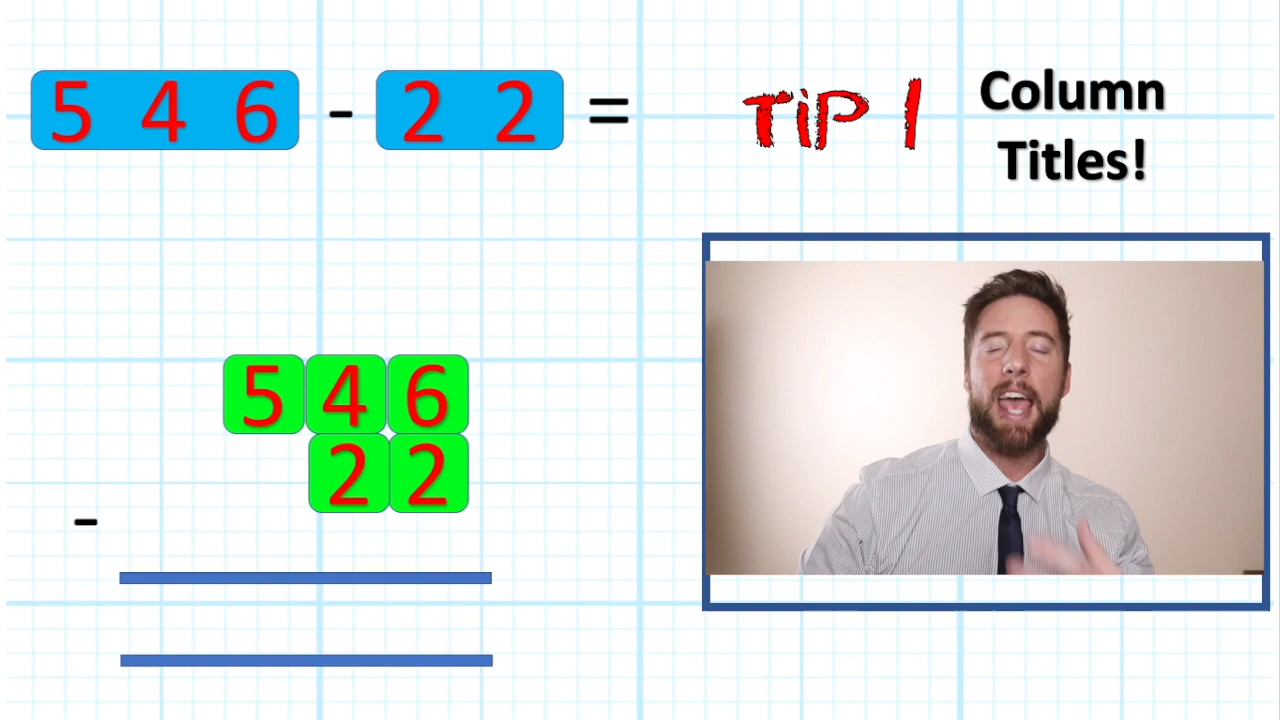 5 4 6 - 2 2 =
TiP 1
Column
Titles!
5 4 6
2 2
-